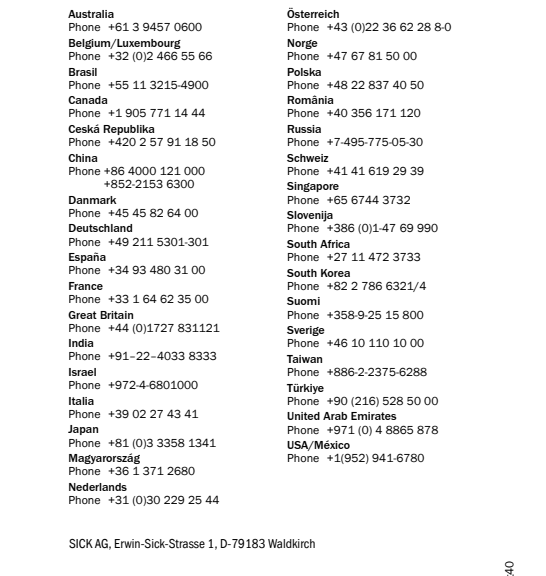 Australia
Phone +61 3 9457 0600
Belgium/Luxembourg
Phone +32 (0)2 466 55 66
Brasil
Phone +55 11 3215-4900
Canada
Phone +1 905 771 14 44
Ceská Republika
Phone +420 2 57 91 18 50
China
Phone +86 4000 121 000
+852-2153 6300
Danmark
Phone +45 45 82 64 00
Deutschland
Phone +49 211 5301-301
España
Phone +34 93 480 31 00
France
Phone +33 1 64 62 35 00
Great Britain
Phone +44 (0)1727 831121
India
Phone +91–22–4033 8333
Israel
Phone +972-4-6801000
Italia
Phone +39 02 27 43 41
Japan
Phone +81 (0)3 3358 1341
Magyarország
Phone +36 1 371 2680
Nederlands
Phone +31 (0)30 229 25 44
Österreich
Phone +43 (0)22 36 62 28 8-0
Norge
Phone +47 67 81 50 00
Polska
Phone +48 22 837 40 50
România
Phone +40 356 171 120
Russia
Phone +7-495-775-05-30
Schweiz
Phone +41 41 619 29 39
Singapore
Phone +65 6744 3732
Slovenija
Phone +386 (0)1-47 69 990
South Africa
Phone +27 11 472 3733
South Korea
Phone +82 2 786 6321/4
Suomi
Phone +358-9-25 15 800
Sverige
Phone +46 10 110 10 00
Taiwan
Phone +886-2-2375-6288
Türkiye
Phone +90 (216) 528 50 00
United Arab Emirates
Phone +971 (0) 4 8865 878
USA/México
Phone +1(952) 941-6780
SICK AG, Erwin-Sick-Strasse 1, D-79183 Waldkirch